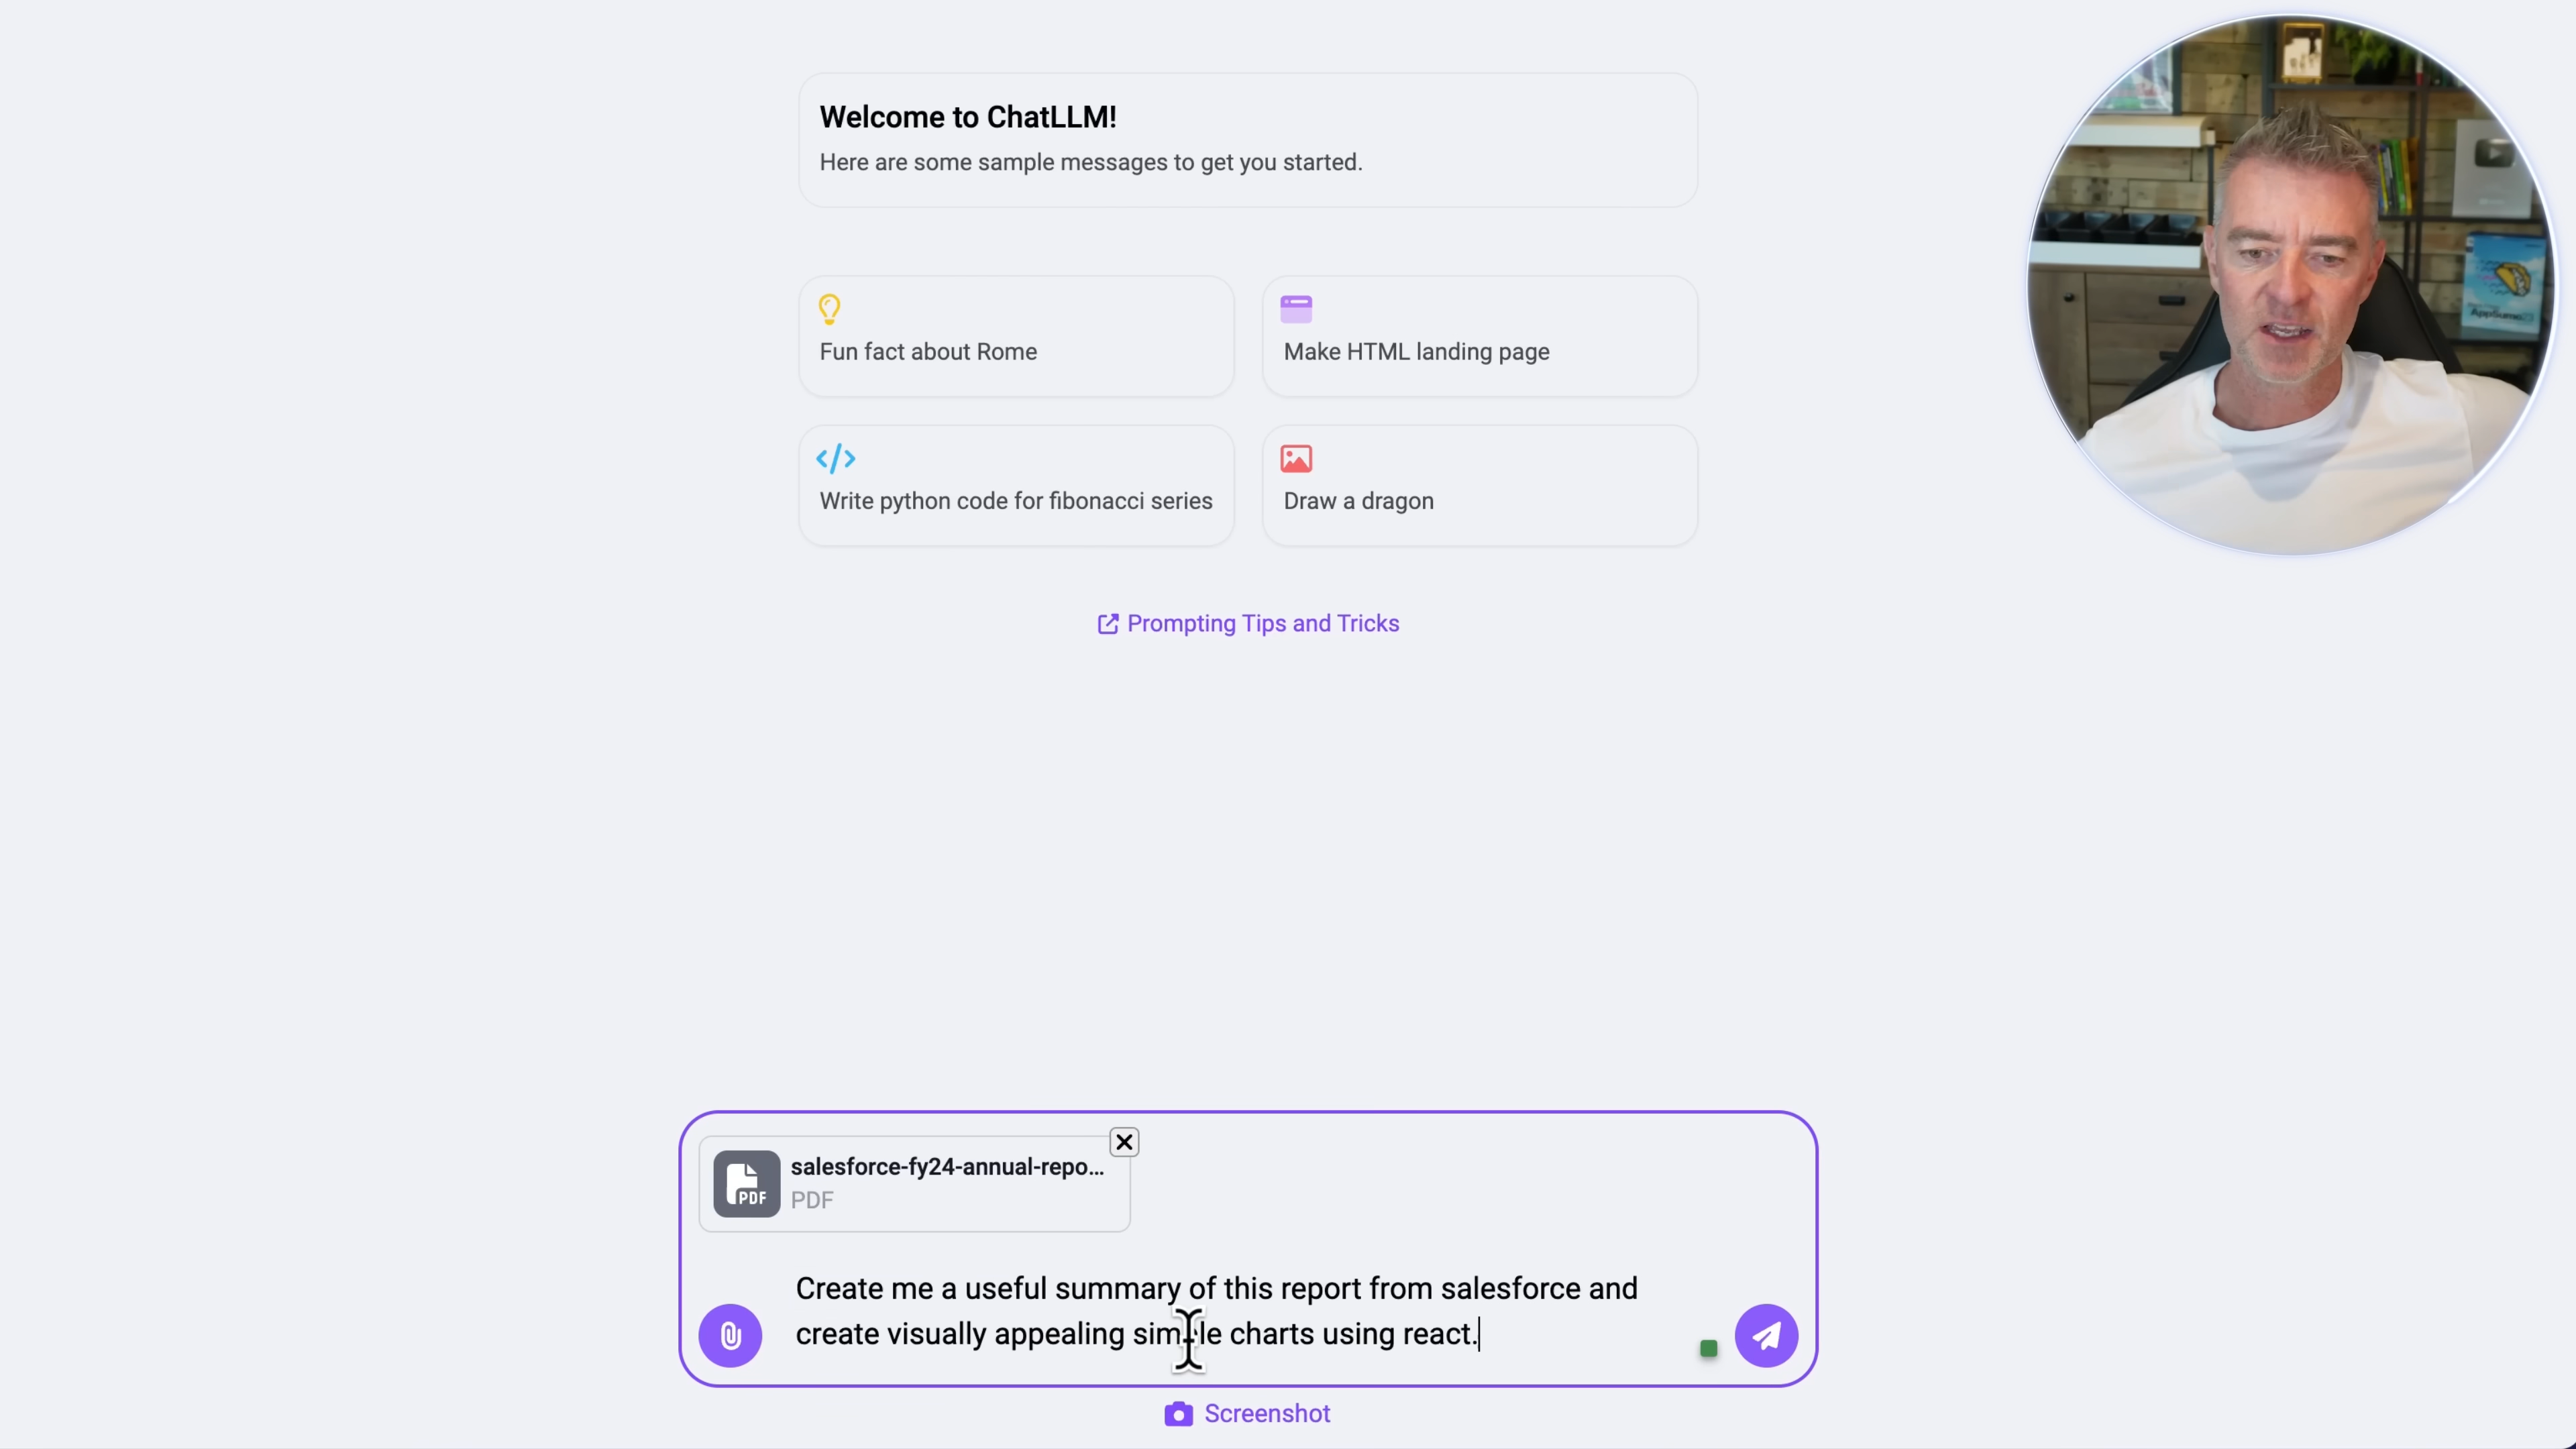 Welcome to ChatLLM!
Here are some sample messages to get you started.
Fun fact about Rome
Make HTML landing page
Write python code for fibonacci series
Draw a dragon
Prompting Tips and Tricks
salesforce-fy24-annual-repo...
PDF
PDF
Create me a useful summary of this report from salesforce and
create visually appealing simple charts using react.
Screenshot
AppSumo